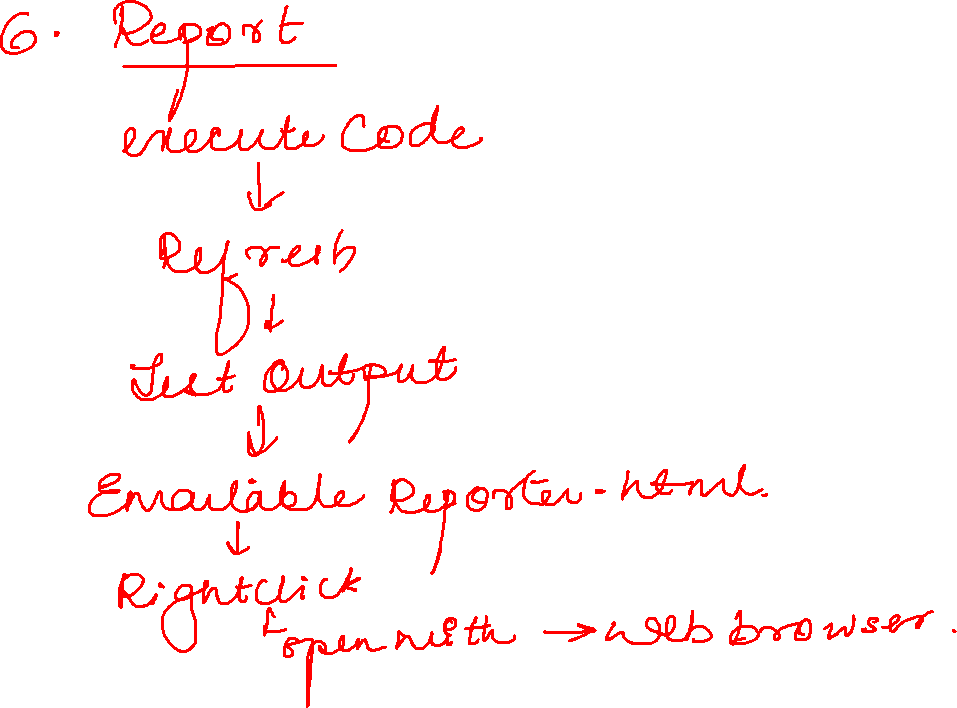 6. Report
execute Code
↓
Refresh
↓
Test Output
↓
Emailable Reporter-html.
↓
Rightclick
open with → web browser.